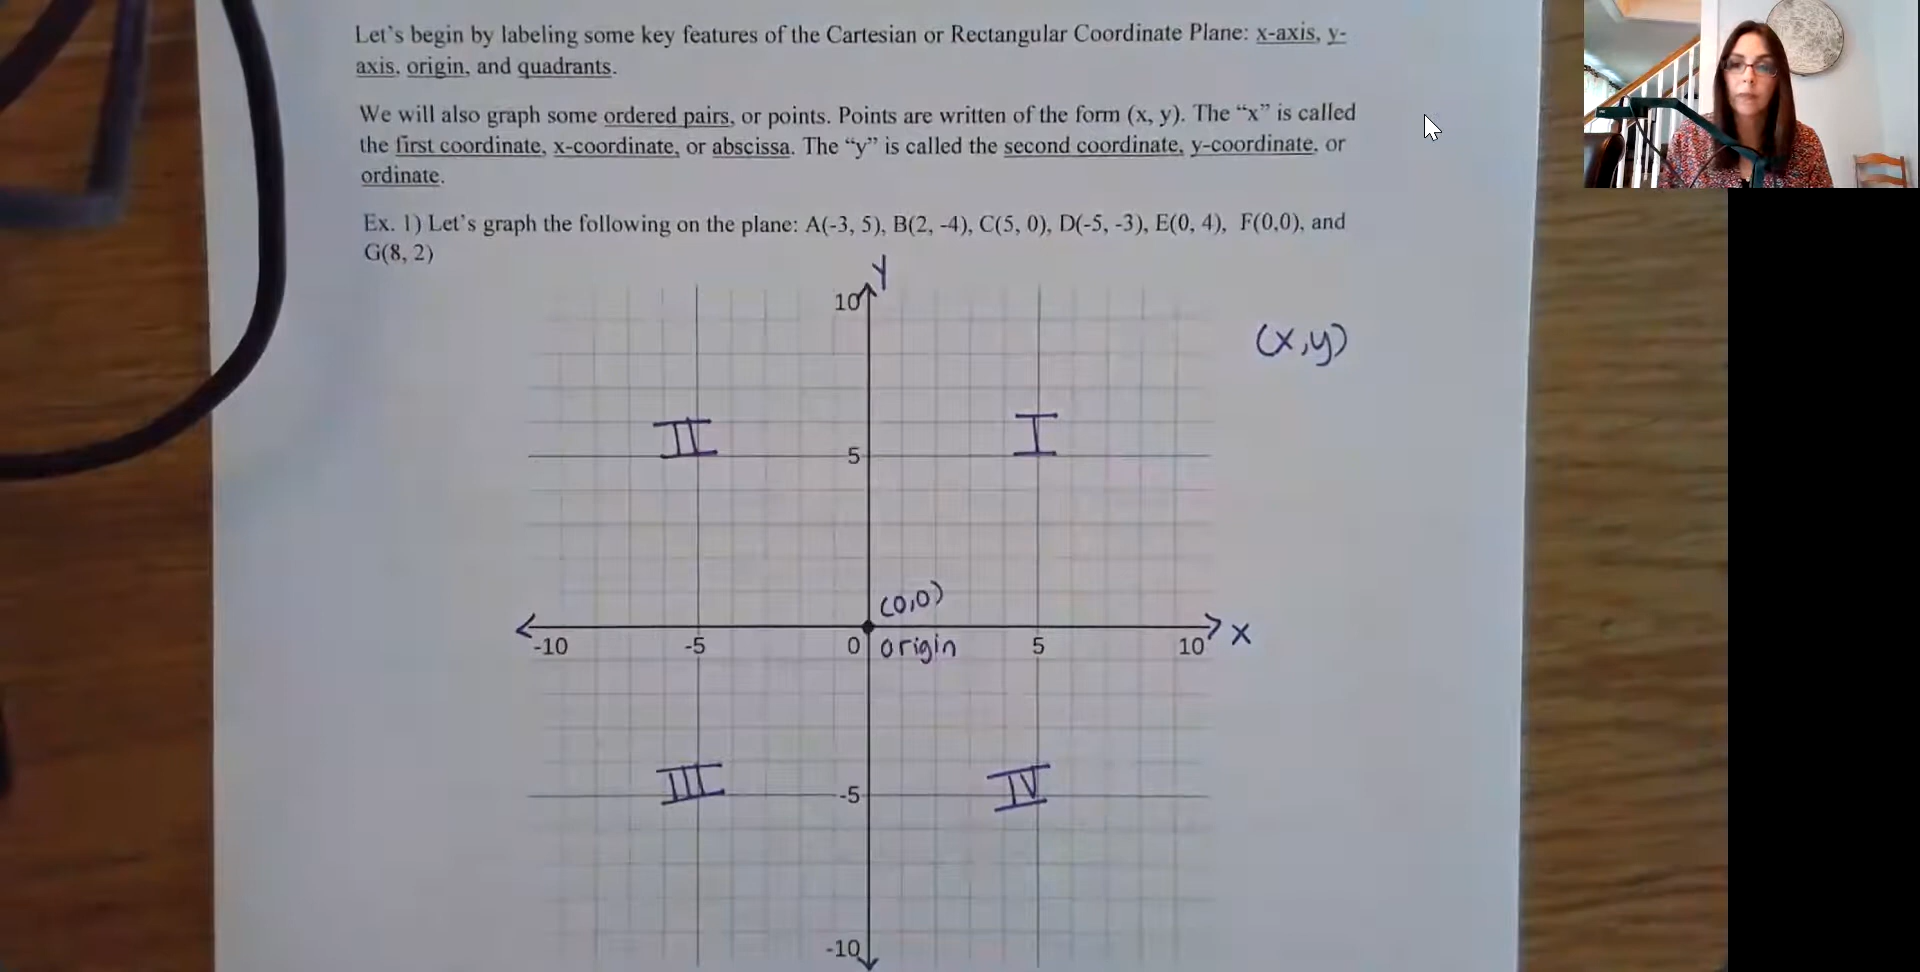 Let's begin by labeling some key features of the Cartesian or Rectangular Coordinate Plane: x-axis, y-
axis, origin, and quadrants.
We will also graph some ordered pairs, or points. Points are written of the form (x, y). The “x” is called
the first coordinate, x-coordinate, or abscissa. The “y” is called the second coordinate, y-coordinate, or
ordinate.
Ex. 1) Let's graph the following on the plane: A(-3, 5), B(2, -4), C(5, 0), D(-5, -3), E(0, 4), F(0,0), and
G(8, 2)
y
10
(x,y)
II
I
5
(0,0)
x
-10 -5 0 origin 5 10
III
IV
-5
-10